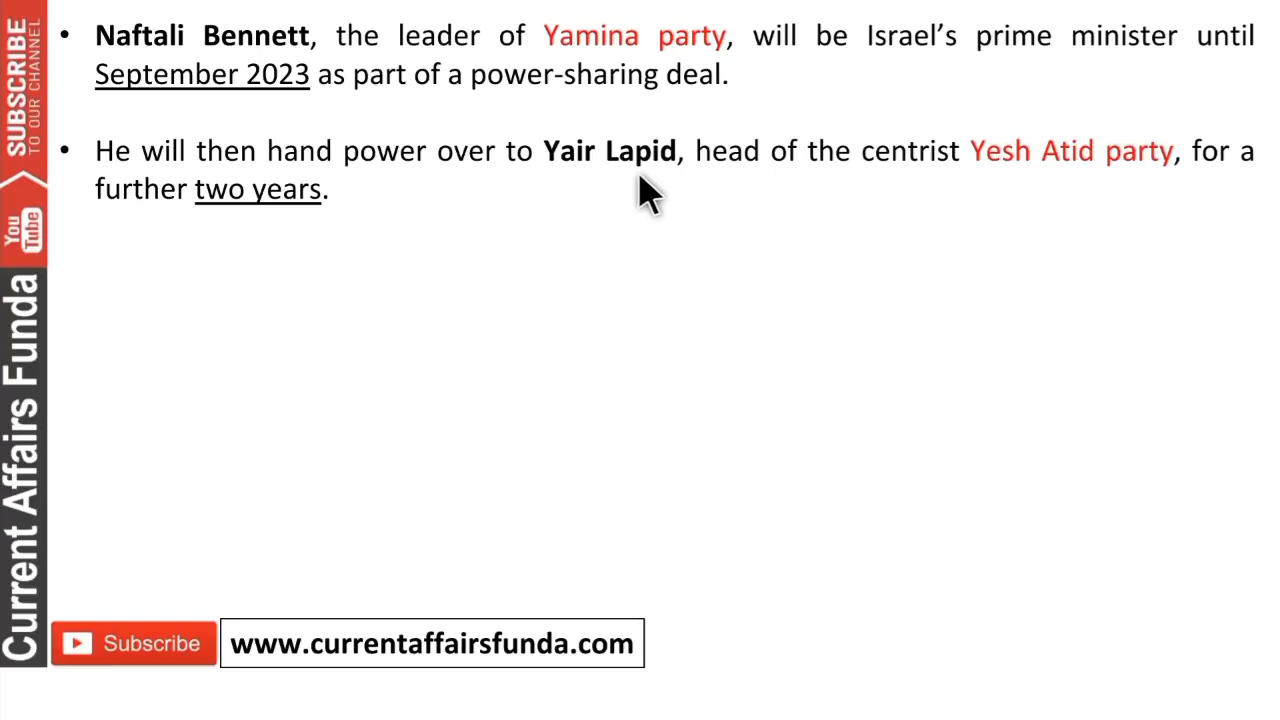 • Naftali Bennett, the leader of Yamina party, will be Israel’s prime minister until
September 2023 as part of a power-sharing deal.
• He will then hand power over to Yair Lapid, head of the centrist Yesh Atid party, for a
further two years.
SUBSCRIBE
TO OUR CHANNEL
You
Tube
Current Affairs Funda
Subscribe
www.currentaffairsfunda.com